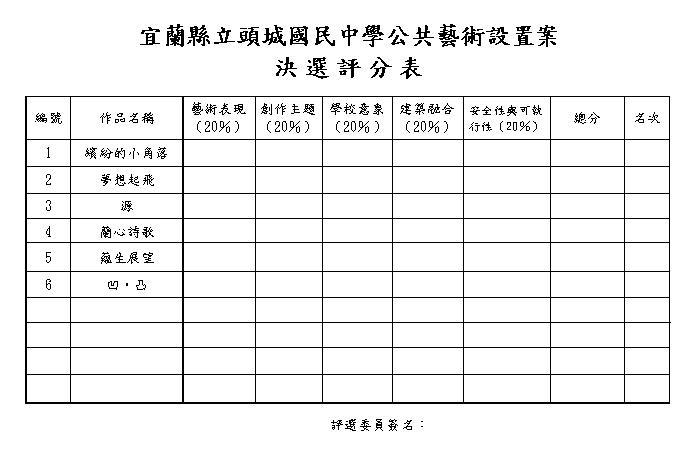 宜蘭縣立頭城國民中學公共藝術設置案
決選評分表
編號 作品名稱 藝術表現（20%） 創作主題（20%） 學校意象（20%） 建築融合（20%） 安全性與可執行性（20%） 總分 名次
1 繽紛的小角落
2 夢想起飛
3 源
4 蘭心詩歌
5 蘊生展望
6 凹・凸
評選委員簽名：